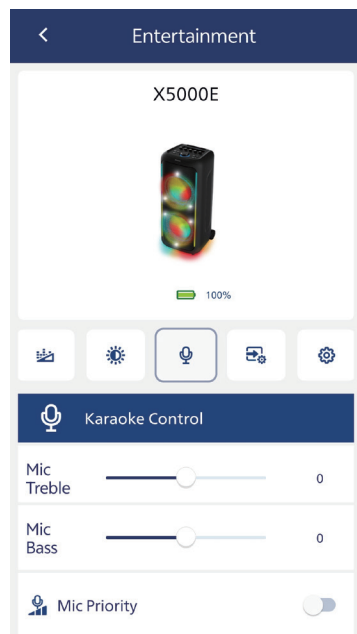 Entertainment
X5000E
100%
Karaoke Control
Mic
Treble
0
Mic
Bass
0
Mic Priority